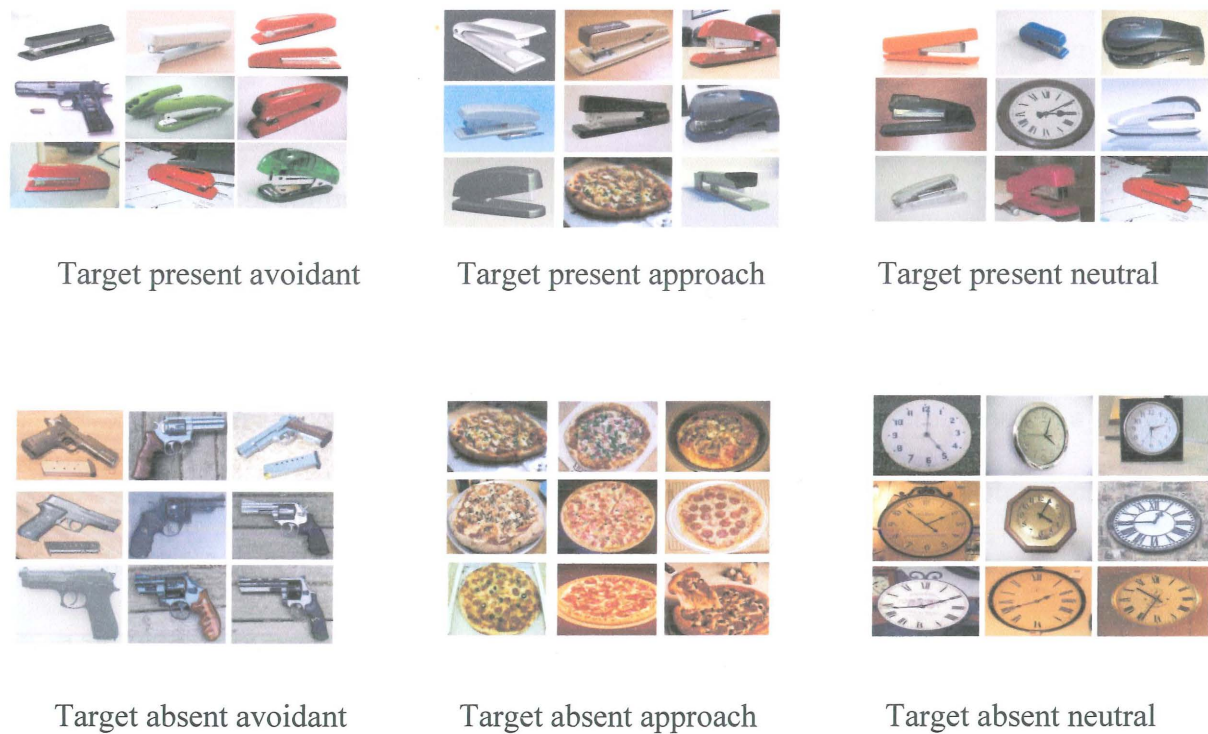 Target present avoidant
Target present approach
Target present neutral
Target absent avoidant
Target absent approach
Target absent neutral